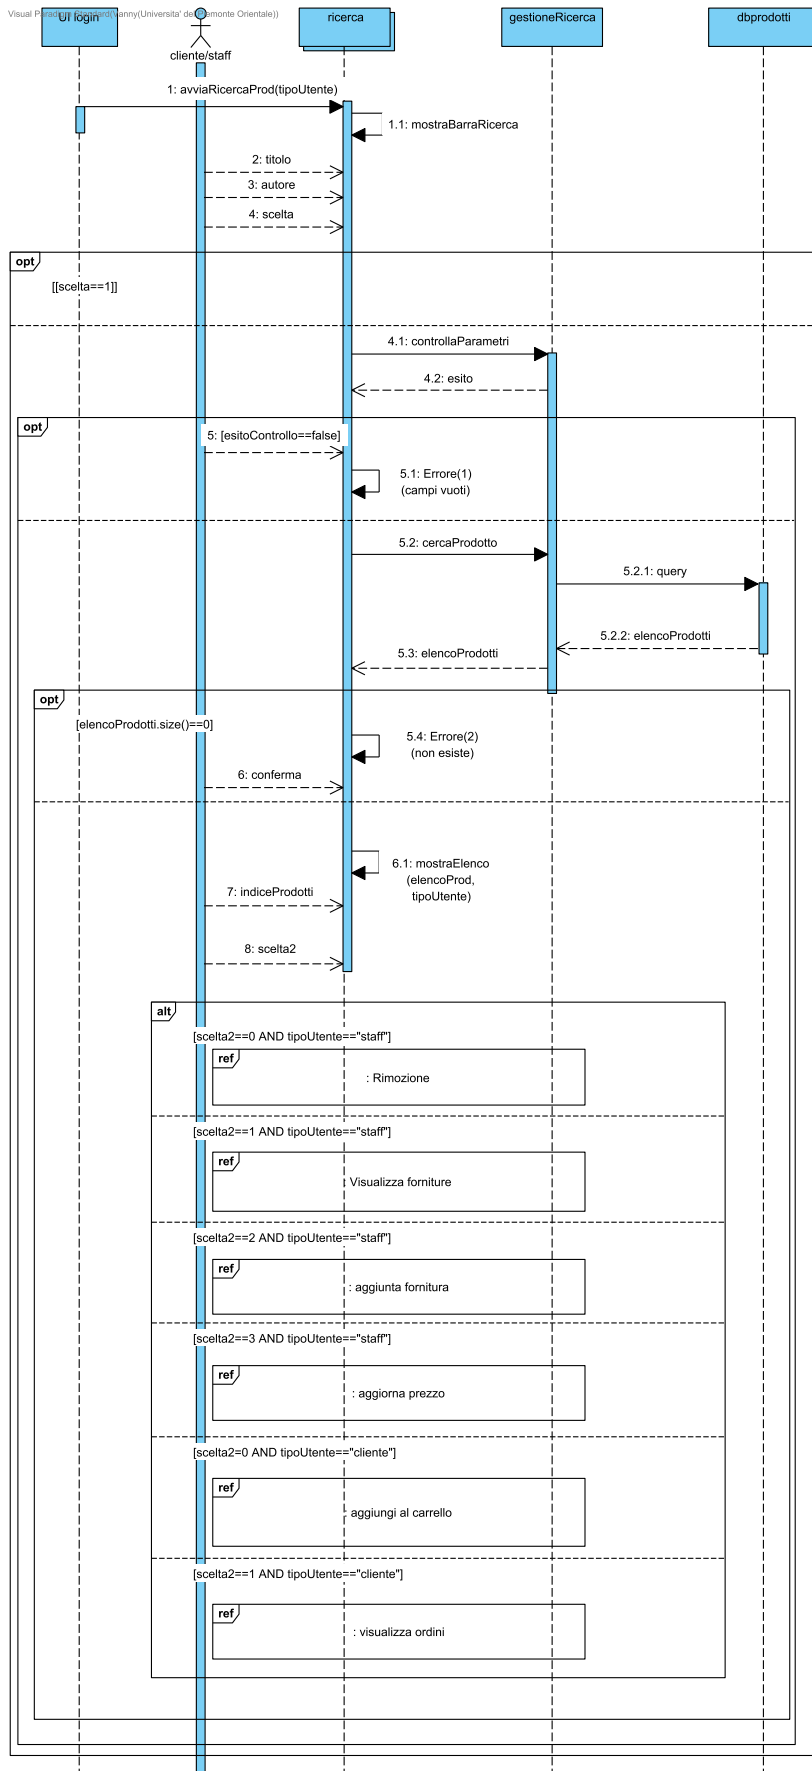 Visual Paradigm Standard(Vanny(Universita' del Piemonte Orientale))
UI login
cliente/staff
ricerca
gestioneRicerca
dbprodotti
1: avviaRicercaProd(tipoUtente)
1.1: mostraBarraRicerca
2: titolo
3: autore
4: scelta
opt
[[scelta==1]]
4.1: controllaParametri
4.2: esito
opt
5: [esitoControllo==false]
5.1: Errore(1)
(campi vuoti)
5.2: cercaProdotto
5.2.1: query
5.2.2: elencoProdotti
5.3: elencoProdotti
opt
[elencoProdotti.size()==0]
5.4: Errore(2)
(non esiste)
6: conferma
6.1: mostraElenco
(elencoProd,
tipoUtente)
7: indiceProdotti
8: scelta2
alt
[scelta2==0 AND tipoUtente=="staff"]
ref
: Rimozione
[scelta2==1 AND tipoUtente=="staff"]
ref
: Visualizza forniture
[scelta2==2 AND tipoUtente=="staff"]
ref
: aggiunta fornitura
[scelta2==3 AND tipoUtente=="staff"]
ref
: aggiorna prezzo
[scelta2=0 AND tipoUtente=="cliente"]
ref
: aggiungi al carrello
[scelta2==1 AND tipoUtente=="cliente"]
ref
: visualizza ordini